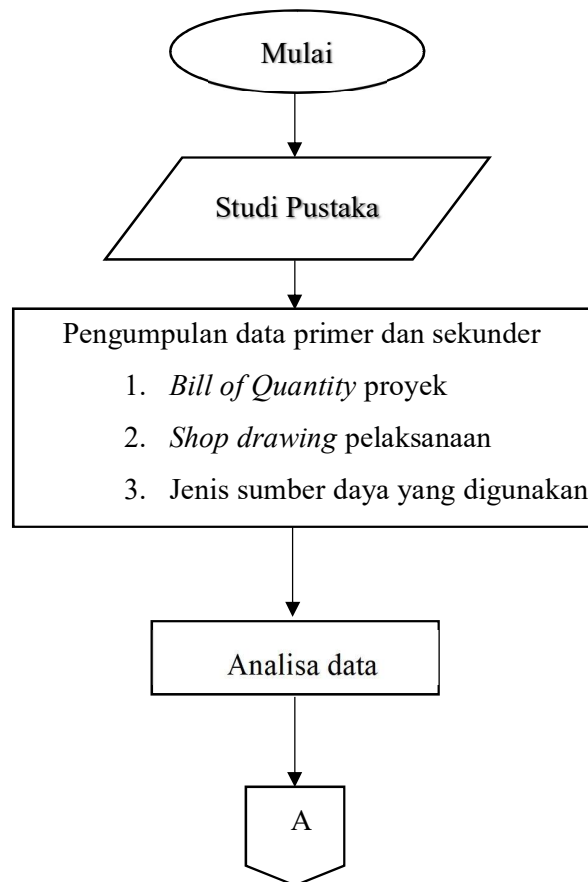 Mulai
Studi Pustaka
Pengumpulan data primer dan sekunder
1. Bill of Quantity proyek
2. Shop drawing pelaksanaan
3. Jenis sumber daya yang digunakan
Analisa data
A